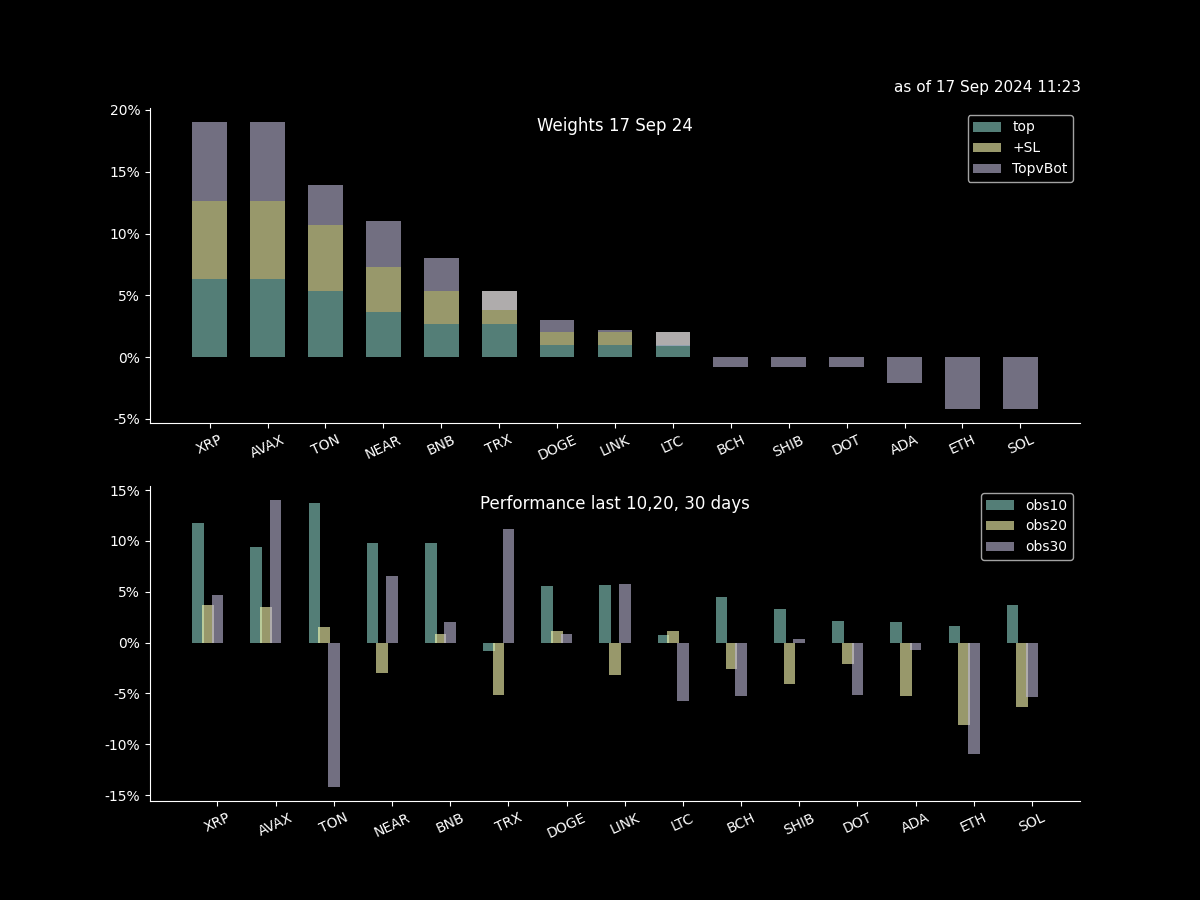 as of 17 Sep 2024 11:23
Weights 17 Sep 24
top
+SL
TopvBot
20%
15%
10%
5%
0%
-5%
XRP AVAX TON NEAR BNB TRX DOGE LINK LTC BCH SHIB DOT ADA ETH SOL
Performance last 10,20, 30 days
obs10
obs20
obs30
15%
10%
5%
0%
-5%
-10%
-15%
XRP AVAX TON NEAR BNB TRX DOGE LINK LTC BCH SHIB DOT ADA ETH SOL